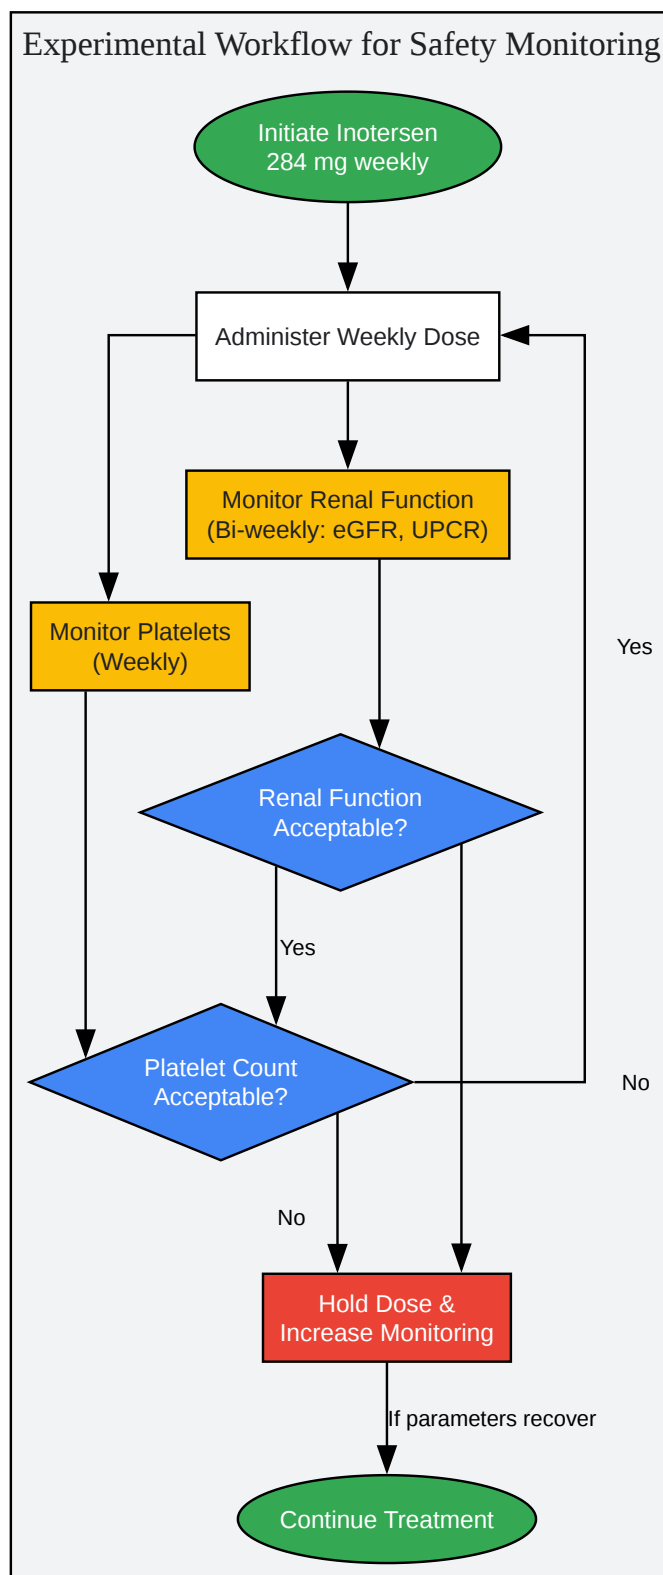 Experimental Workflow for Safety Monitoring
Initiate Inotersen
284 mg weekly
Administer Weekly Dose
Monitor Renal Function
(Bi-weekly: eGFR, UPCR)
Monitor Platelets
(Weekly)
Yes
Renal Function
Acceptable?
Yes
Platelet Count
Acceptable?
No
No
Hold Dose &
Increase Monitoring
If parameters recover
Continue Treatment